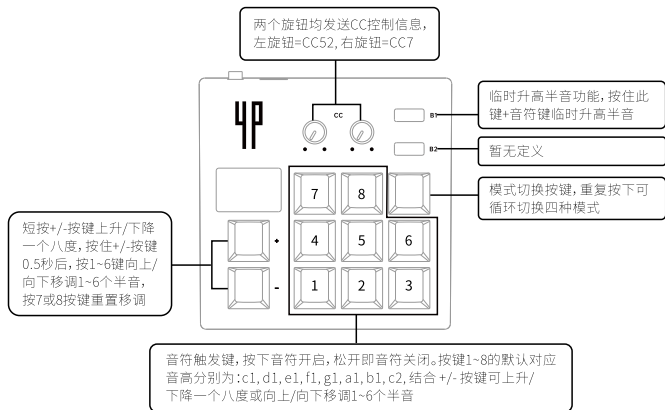 两个旋钮均发送CC控制信息，
左旋钮=CC52，右旋钮=CC7
CC
B1
临时升高半音功能，按住此
键+音符键临时升高半音
B2
暂无定义
模式切换按键，重复按下可
循环切换四种模式
7
8
短按+/-按键上升/下降
一个八度，按住+/-按键
0.5秒后，按1~6键向上/
向下移调1~6个半音，
按7或8按键重置移调
+
4
5
6
-
1
2
3
音符触发键，按下音符开启，松开即音符关闭。按键1~8的默认对应
音高分别为：c1,d1,e1,f1,g1,a1,b1,c2，结合 +/- 按键可上升/
下降一个八度或向上/向下移调1~6个半音